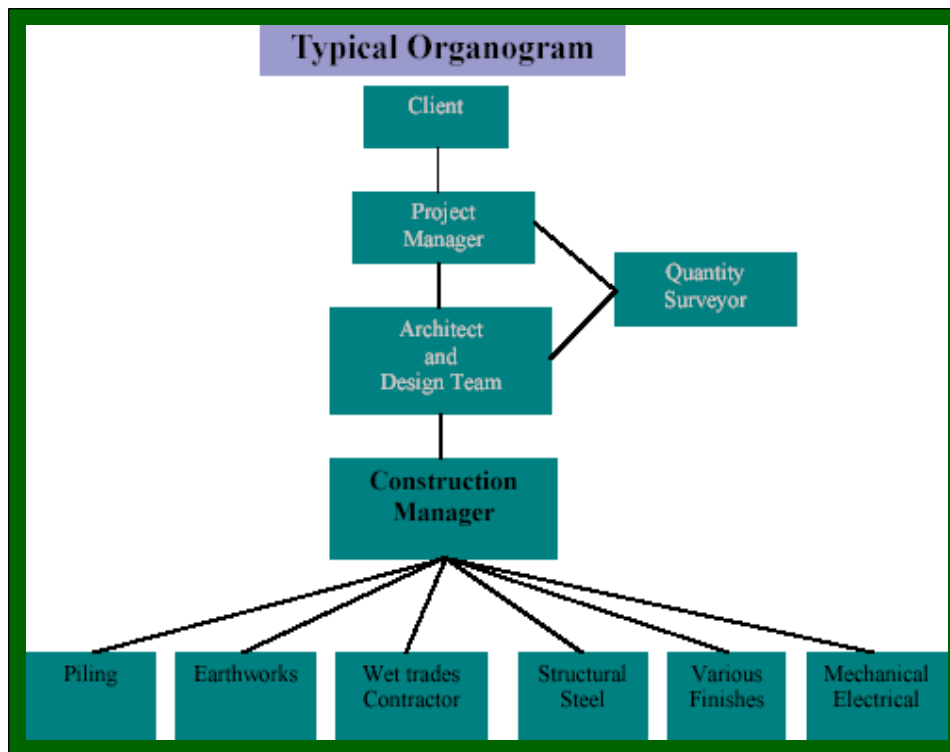 Typical Organogram
Client
Project
Manager
Quantity
Surveyor
Architect
and
Design Team
Construction
Manager
Piling
Earthworks
Wet trades
Contractor
Structural
Steel
Various
Finishes
Mechanical
Electrical